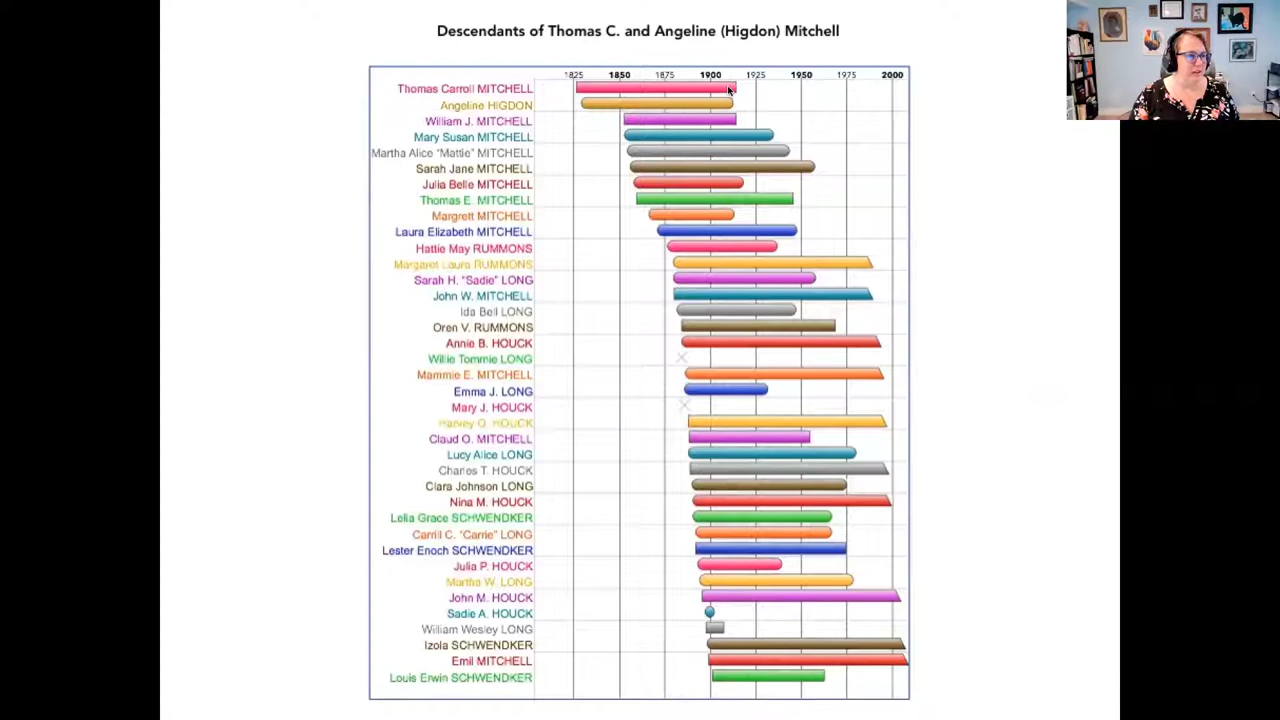 Descendants of Thomas C. and Angeline (Higdon) Mitchell
1825 1850 1875 1900 1925 1950 1975 2000
Thomas Carroll MITCHELL
Angeline HIGDON
William J. MITCHELL
Mary Susan MITCHELL
Martha Alice "Mattie" MITCHELL
Sarah Jane MITCHELL
Julia Belle MITCHELL
Thomas E. MITCHELL
Margrett MITCHELL
Laura Elizabeth MITCHELL
Hattie May RUMMONS
Margaret Laura RUMMONS
Sarah H. "Sadie" LONG
John W. MITCHELL
Ida Bell LONG
Oren V. RUMMONS
Annie B. HOUCK
Willie Tommie LONG
Mammie E. MITCHELL
Emma J. LONG
Mary J. HOUCK
Harvey O. HOUCK
Claud O. MITCHELL
Lucy Alice LONG
Charles T. HOUCK
Clara Johnson LONG
Nina M. HOUCK
Lelia Grace SCHWENDKER
Carrill C. "Carrie" LONG
Lester Enoch SCHWENDKER
Julia P. HOUCK
Martha W. LONG
John M. HOUCK
Sadie A. HOUCK
William Wesley LONG
Izola SCHWENDKER
Emil MITCHELL
Louis Erwin SCHWENDKER